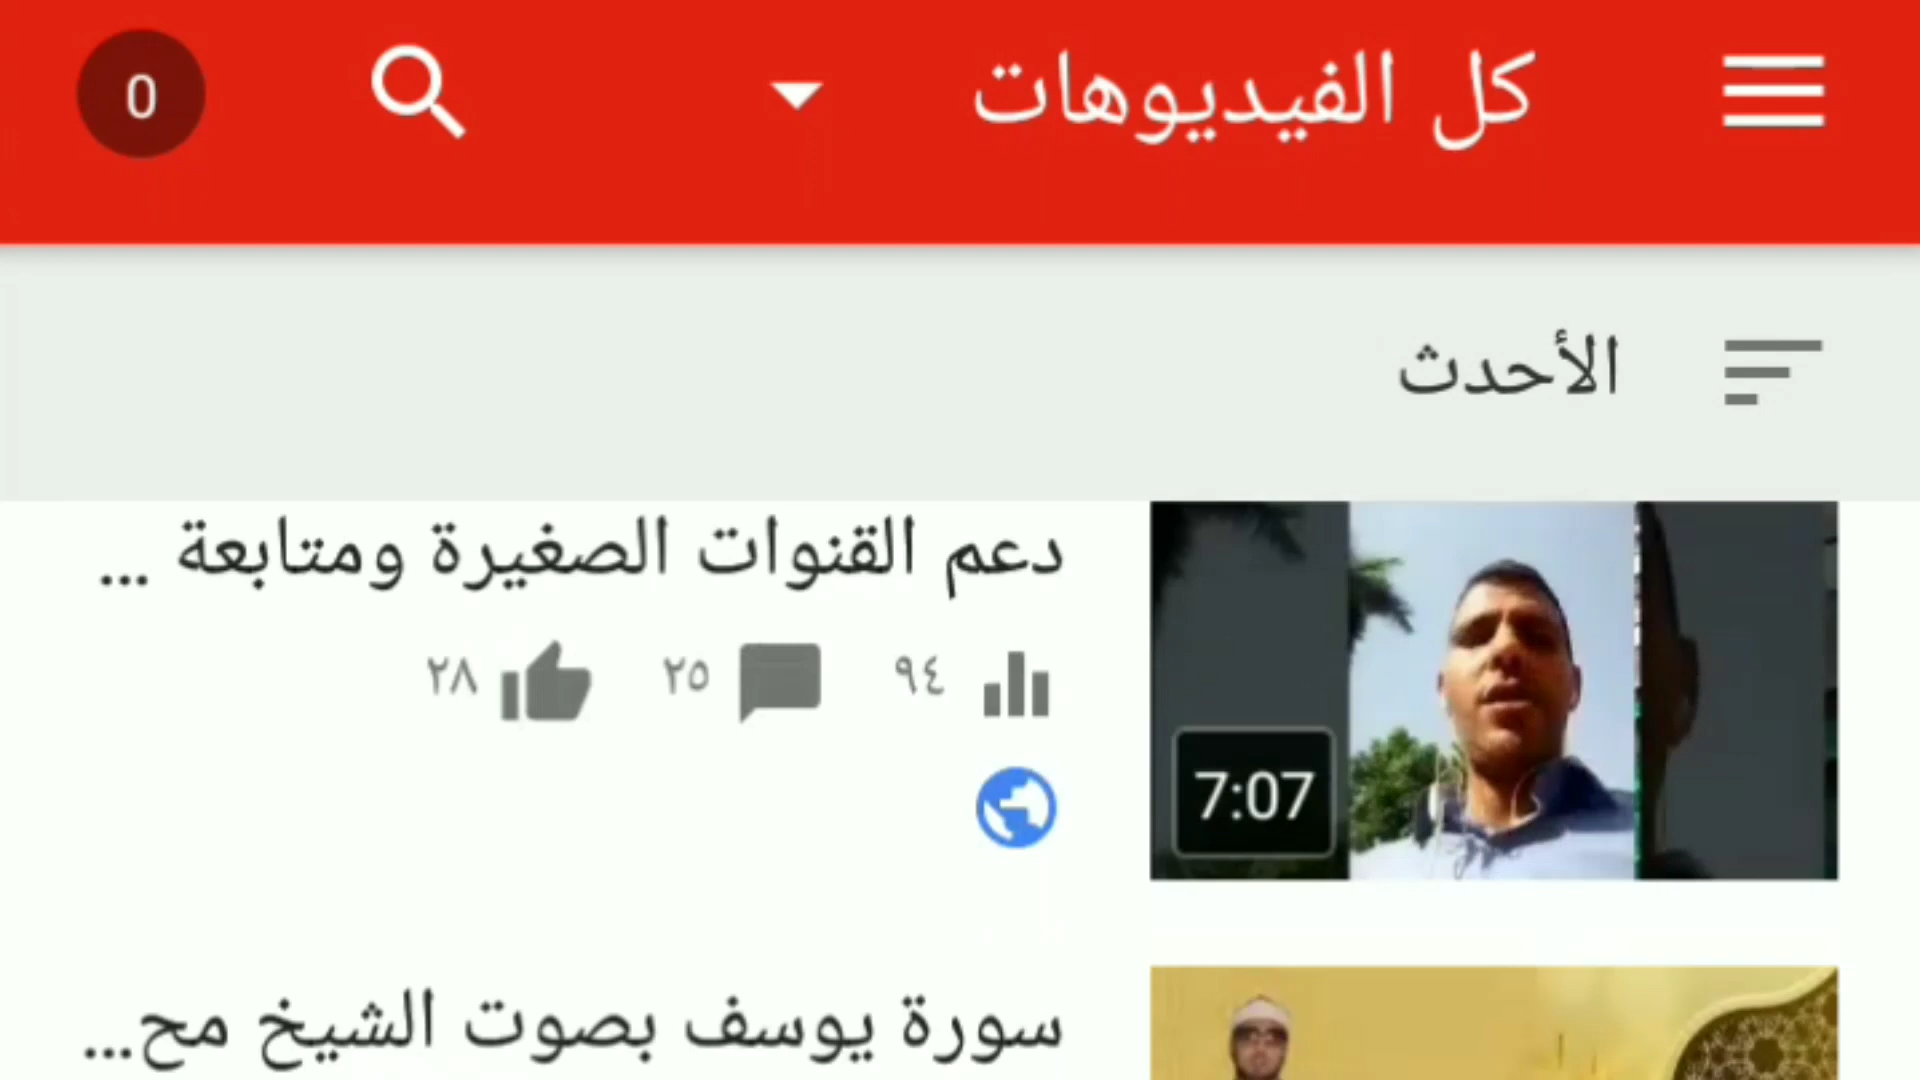 كل الفيديوهات
0
الأحدث
دعم القنوات الصغيرة ومتابعة ...
٩٤ ٢٥ ٢٨
7:07
سورة يوسف بصوت الشيخ مح...